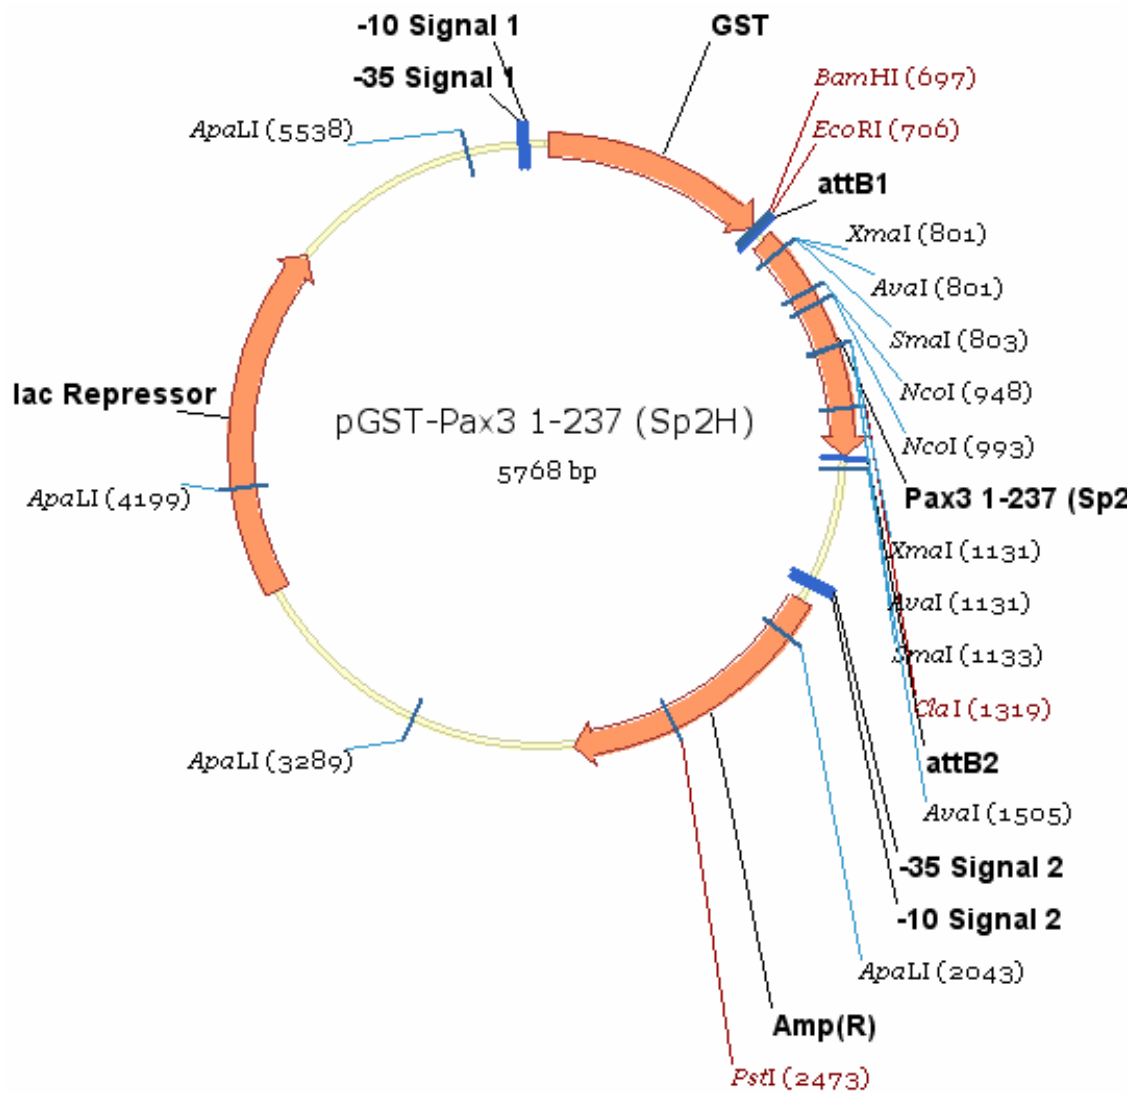 -10 Signal 1
GST
-35 Signal 1
BamHI (697)
ApaLI (5538)
EcoRI (706)
attB1
XmaI (801)
AvaI (801)
SmaI (803)
lac Repressor
NcoI (948)
pGST-Pax3 1-237 (Sp2H)
NcoI (993)
5768 bp
ApaLI (4199)
Pax3 1-237 (Sp2
XmaI (1131)
AvaI (1131)
SmaI (1133)
ClaI (1319)
ApaLI (3289)
attB2
AvaI (1505)
-35 Signal 2
-10 Signal 2
ApaLI (2043)
Amp(R)
PstI (2473)